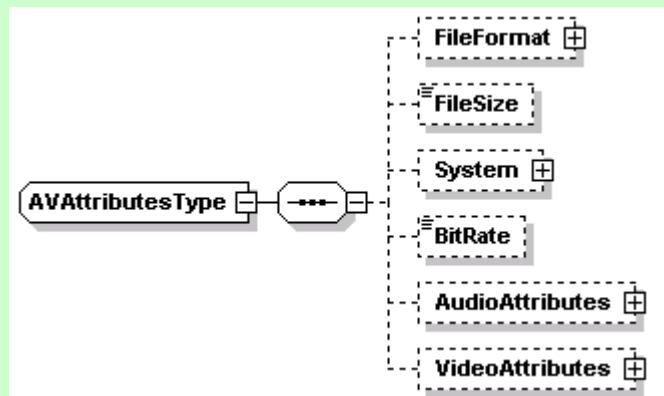 FileFormat
FileSize
System
AVAttributesType
BitRate
AudioAttributes
VideoAttributes